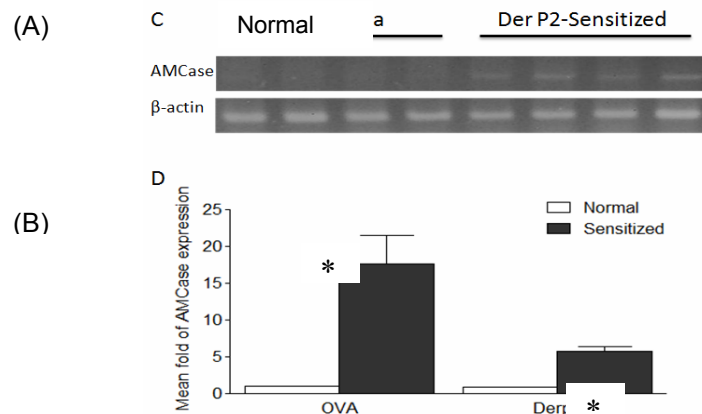 (A)
C Normal a Der P2-Sensitized
AMCase
β-actin
D
(B)
Mean fold of AMCase expression
25
20
15
10
5
0
Normal
Sensitized
*
*
OVA